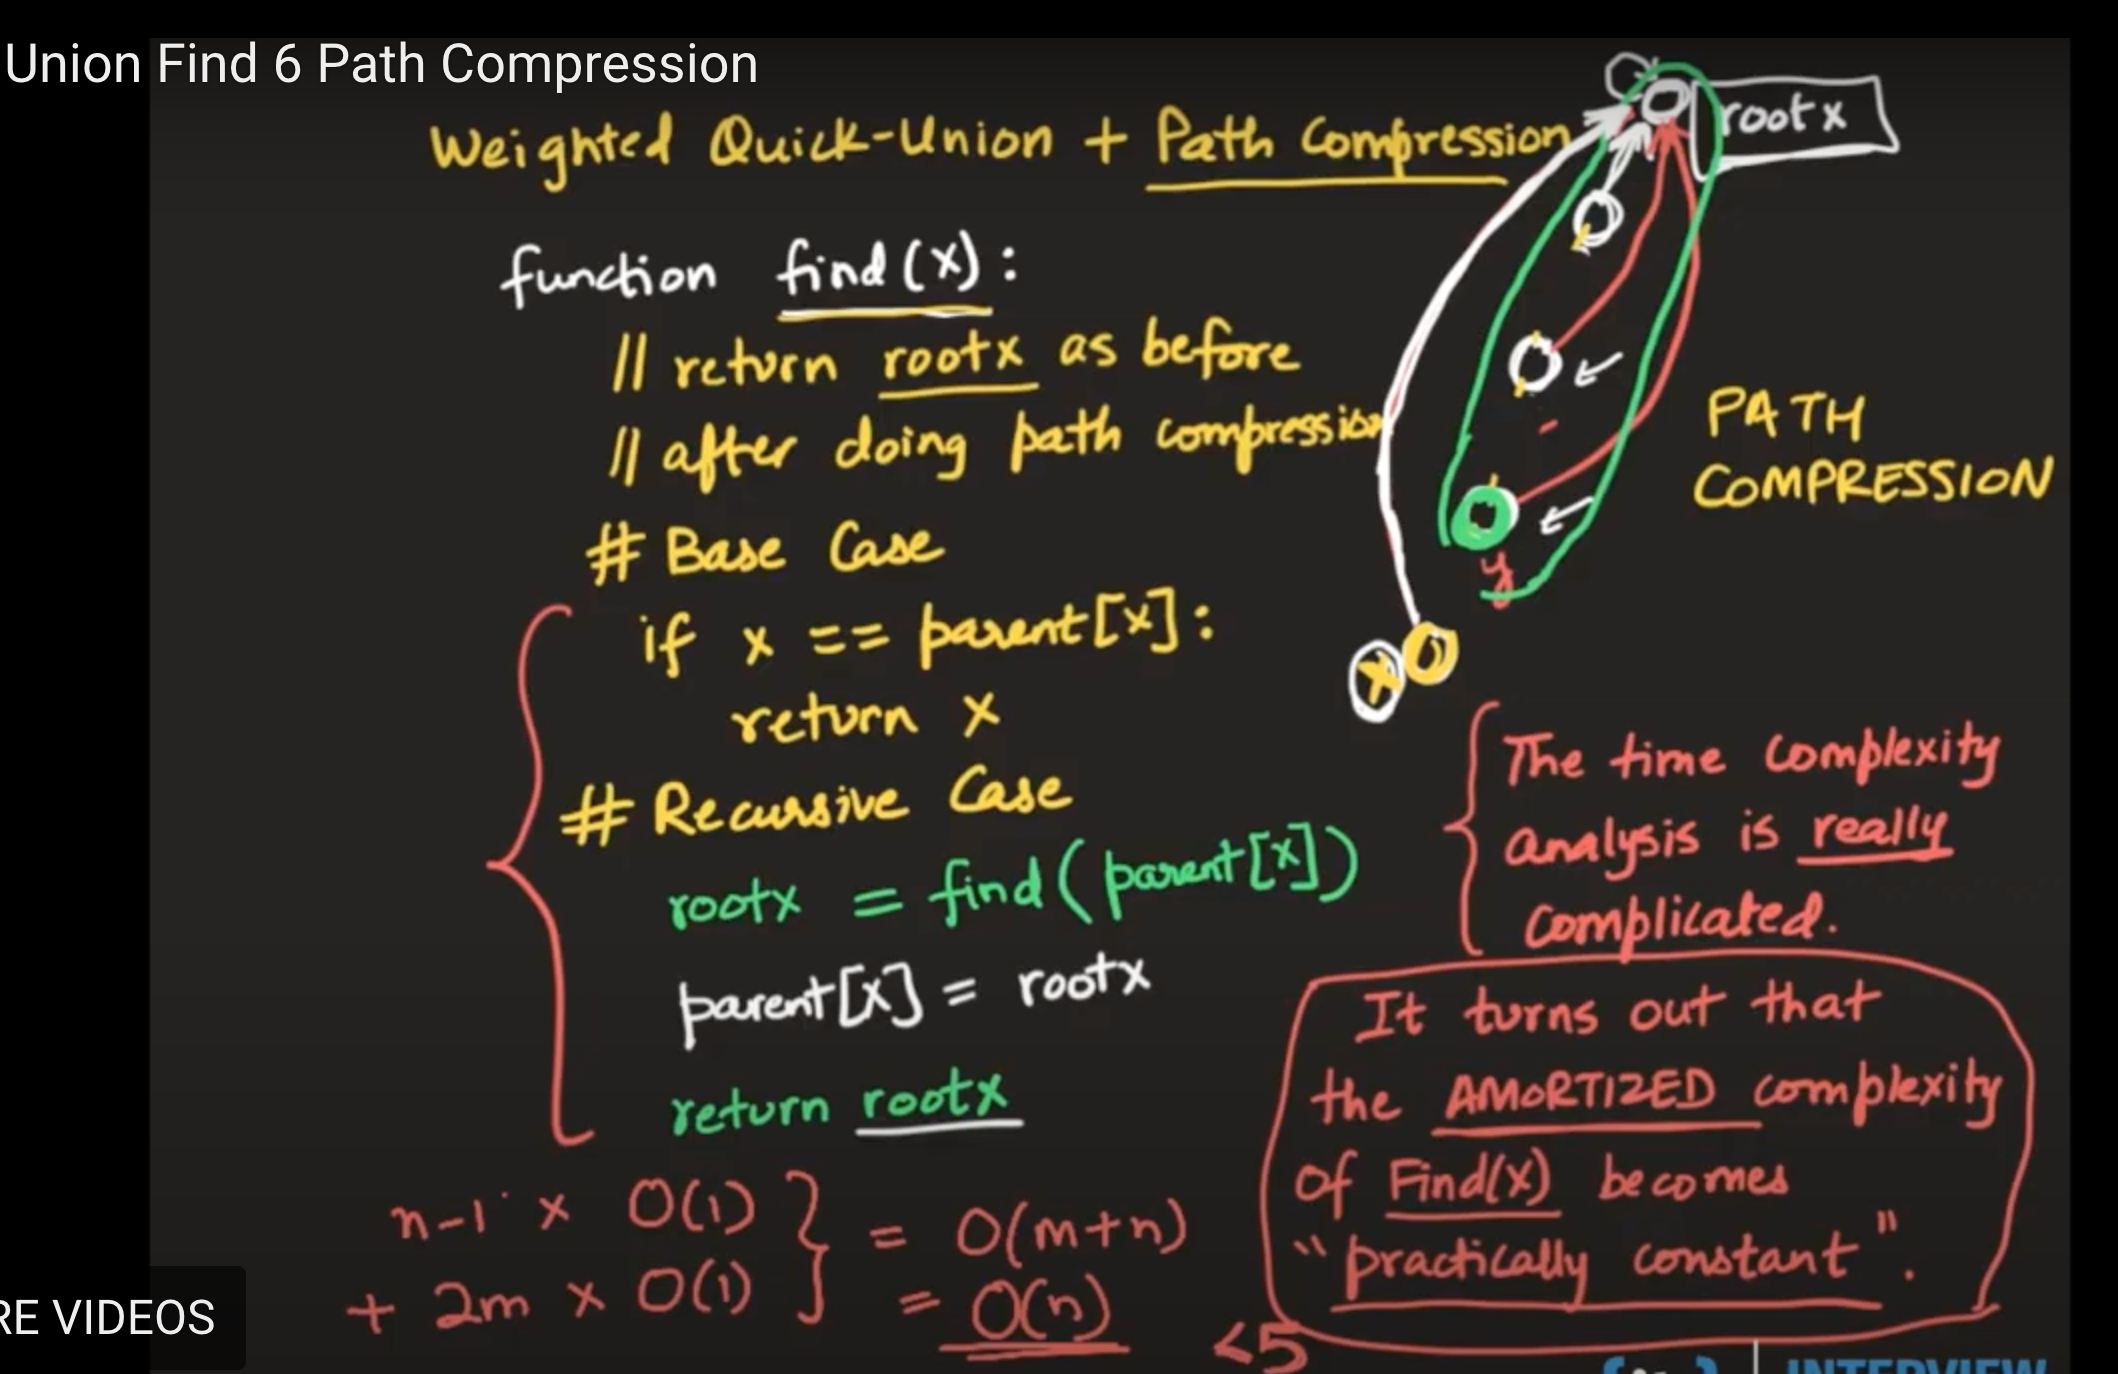 Union Find 6 Path Compression
Weighted Quick-Union + Path Compression
rootx
function find(x):
// return rootx as before
// after doing path compression
PATH
COMPRESSION
# Base Case
y
if x == parent[x]:
x
return x
# Recursive Case
rootx = find(parent[x])
parent[x] = rootx
return rootx
The time complexity
analysis is really
complicated.
It turns out that
the AMORTIZED complexity
of Find(x) becomes
"practically constant".
n-1 x O(1) } = O(m+n)
+ 2m x O(1) = O(n)
<5
RE VIDEOS
INTERVIEW